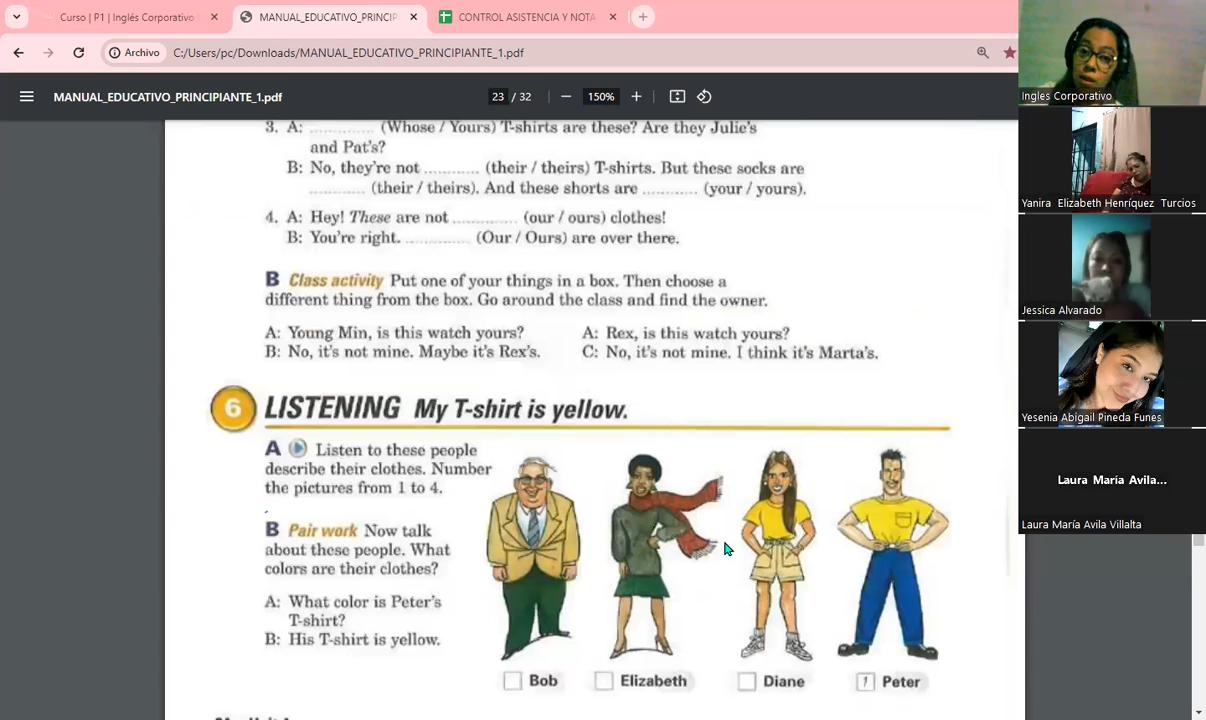 Curso | P1 | Inglés Corporativo
MANUAL_EDUCATIVO_PRINCIP
CONTROL ASISTENCIA Y NOTA
Archivo
C:/Users/pc/Downloads/MANUAL_EDUCATIVO_PRINCIPIANTE_1.pdf
MANUAL_EDUCATIVO_PRINCIPIANTE_1.pdf
23 / 32
150%
3. A: ............ (Whose / Yours) T-shirts are these? Are they Julie's
and Pat's?
B: No, they're not ............ (their / theirs) T-shirts. But these socks are
............ (their / theirs). And these shorts are ............ (your / yours).
4. A: Hey! These are not ............ (our / ours) clothes!
B: You're right. ............ (Our / Ours) are over there.
B Class activity Put one of your things in a box. Then choose a
different thing from the box. Go around the class and find the owner.
A: Young Min, is this watch yours?
B: No, it's not mine. Maybe it's Rex's.
A: Rex, is this watch yours?
C: No, it's not mine. I think it's Marta's.
6 LISTENING My T-shirt is yellow.
A Listen to these people
describe their clothes. Number
the pictures from 1 to 4.
B Pair work Now talk
about these people. What
colors are their clothes?
A: What color is Peter's
T-shirt?
B: His T-shirt is yellow.
Bob
Elizabeth
Diane
1 Peter
Ingles Corporativo
Yanira Elizabeth Henríquez Turcios
Jessica Alvarado
Yesenia Abigail Pineda Funes
Laura María Avila...
Laura María Avila Villalta